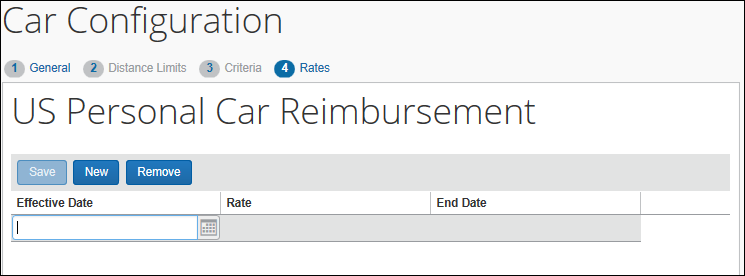 Car Configuration
1 General 2 Distance Limits 3 Criteria 4 Rates
US Personal Car Reimbursement
Save New Remove
Effective Date Rate End Date